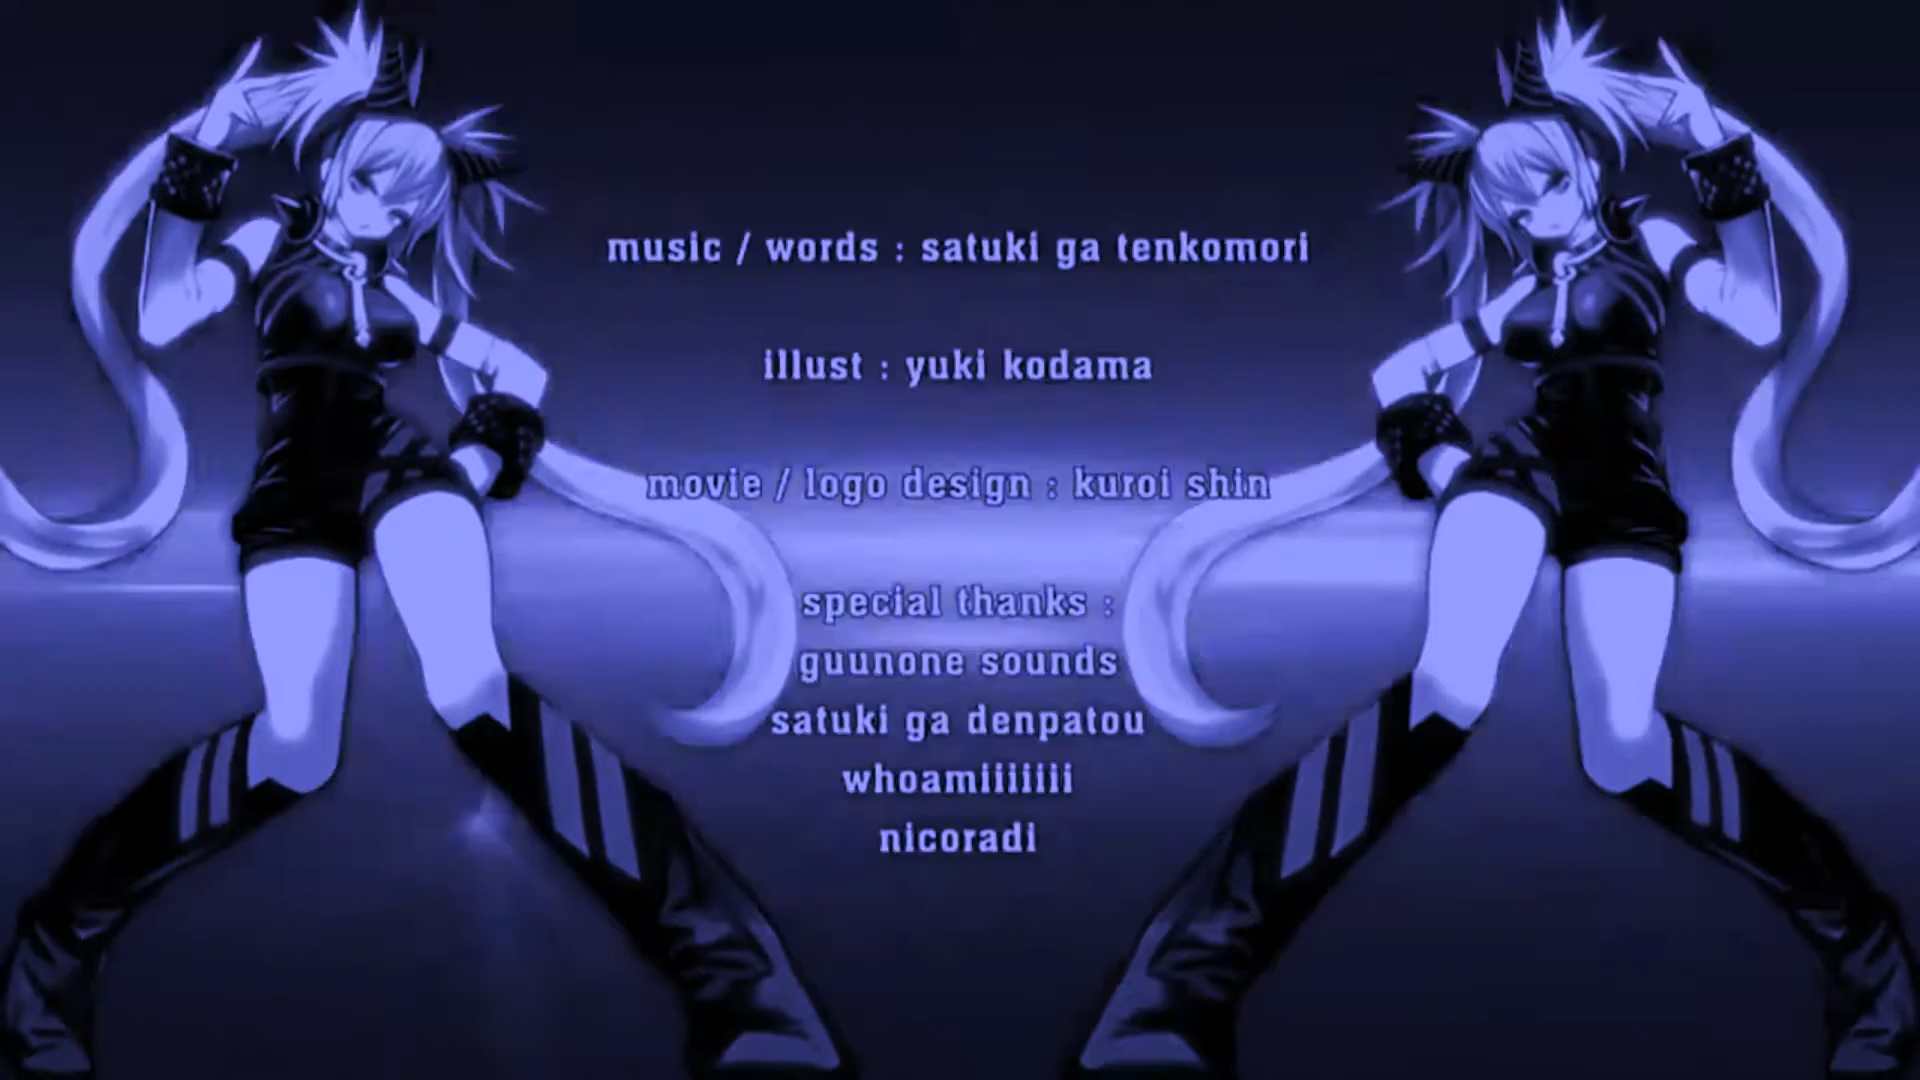 music / words : satuki ga tenkomori
illust : yuki kodama
movie / logo design : kuroi shin
special thanks :
guunone sounds
satuki ga denpatou
whoamiiiiiii
nicoradi